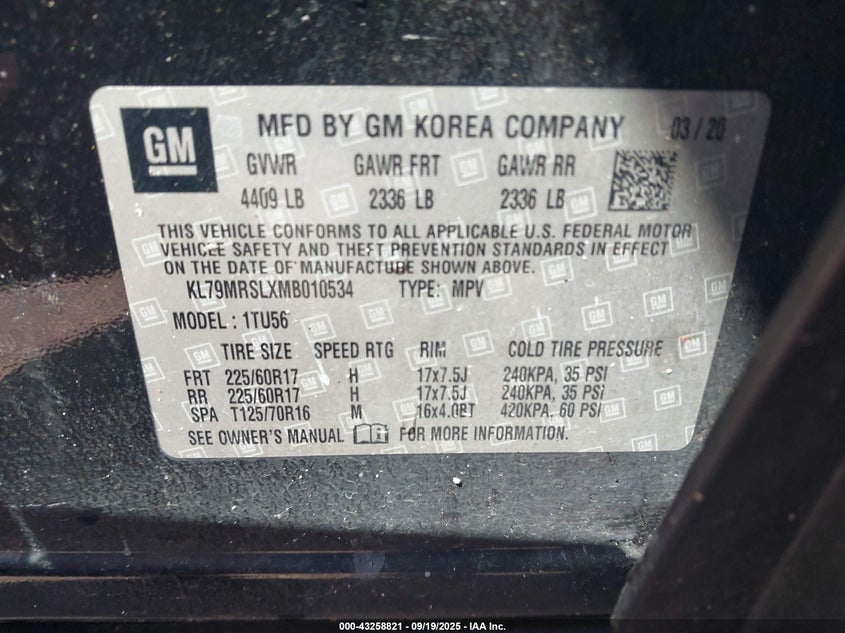 GM MFD BY GM KOREA COMPANY 03 / 20
GVWR GAWR FRT GAWR RR
4409 LB 2336 LB 2336 LB
THIS VEHICLE CONFORMS TO ALL APPLICABLE U.S. FEDERAL MOTOR
VEHICLE SAFETY AND THEFT PREVENTION STANDARDS IN EFFECT
ON THE DATE OF MANUFACTURE SHOWN ABOVE.
KL79MRSLXMB010534 TYPE: MPV
MODEL : 1TU56
TIRE SIZE SPEED RTG RIM COLD TIRE PRESSURE
FRT 225/60R17 H 17x7.5J 240KPA, 35 PSI
RR 225/60R17 H 17x7.5J 240KPA, 35 PSI
SPA T125/70R16 M 16x4.0BT 420KPA, 60 PSI
SEE OWNER'S MANUAL FOR MORE INFORMATION.
000-43258821 - 09/19/2025 - IAA Inc.